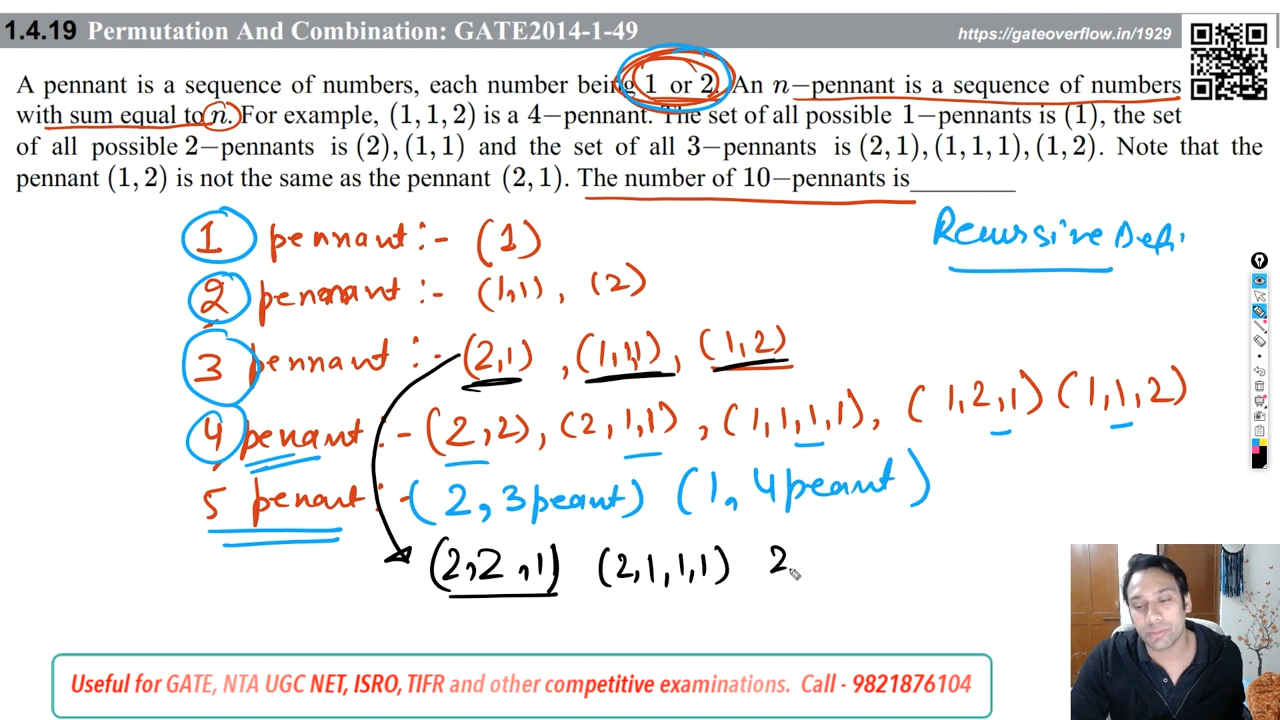 1.4.19 Permutation And Combination: GATE2014-1-49 https://gateoverflow.in/1929
A pennant is a sequence of numbers, each number being 1 or 2. An n−pennant is a sequence of numbers
with sum equal to n. For example, (1, 1, 2) is a 4−pennant. The set of all possible 1−pennants is (1), the set
of all possible 2−pennants is (2), (1, 1) and the set of all 3−pennants is (2, 1), (1, 1, 1), (1, 2). Note that the
pennant (1, 2) is not the same as the pennant (2, 1). The number of 10−pennants is________
1 pennant :- (1)
Recursive Defi.
2 pennant :- (1,1), (2)
3 pennant :- (2,1), (1,1,1), (1,2)
4 penant :- (2,2), (2,1,1), (1,1,1,1), (1,2,1) (1,1,2)
5 penant :- (2, 3peant) (1, 4peant)
(2,2,1) (2,1,1,1) 2,
Useful for GATE, NTA UGC NET, ISRO, TIFR and other competitive examinations. Call - 9821876104